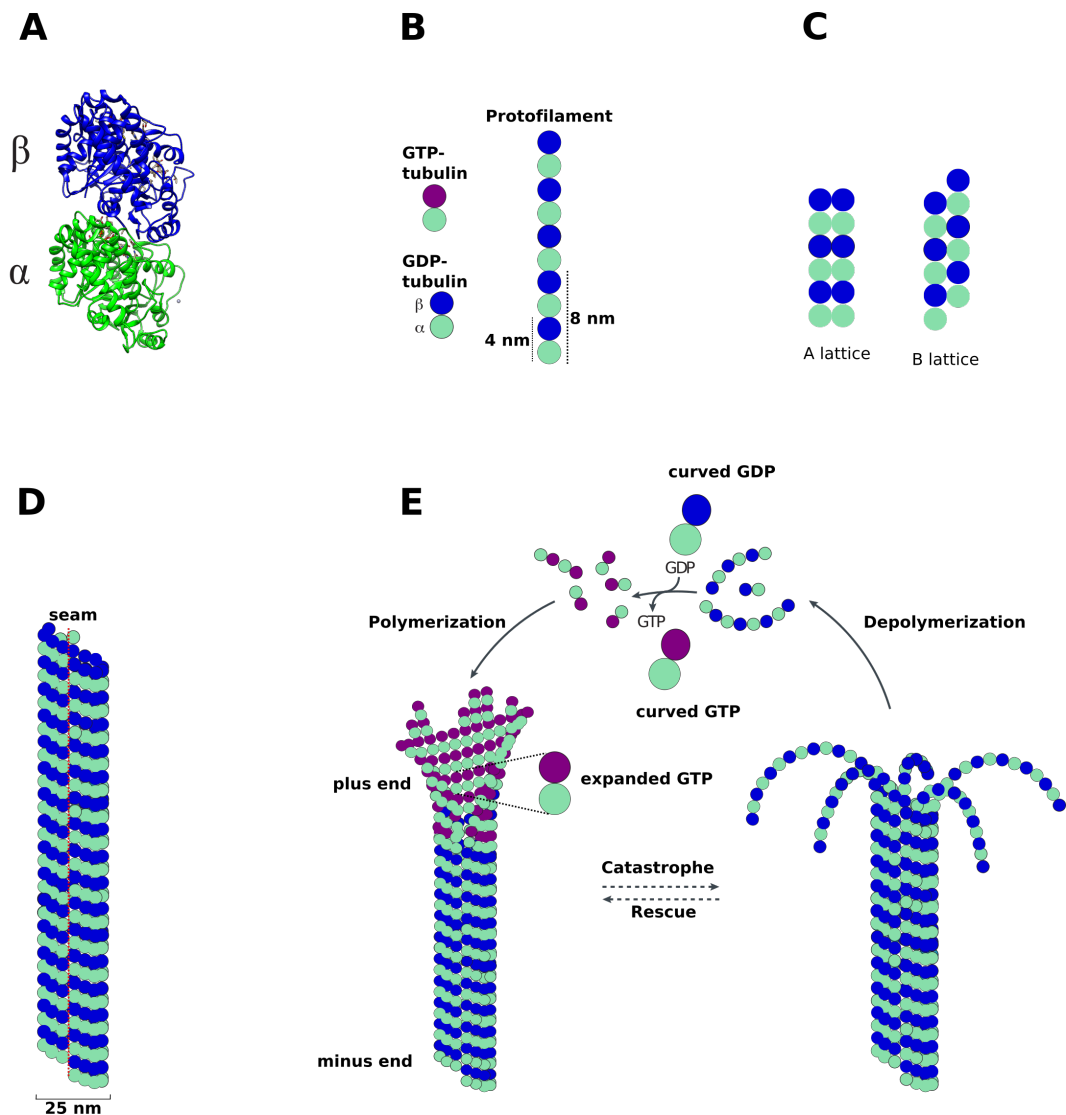 A
β
α
B
Protofilament
GTP-
tubulin
GDP-
tubulin
β
α
4 nm
8 nm
C
A lattice
B lattice
D
seam
25 nm
E
curved GDP
GDP
GTP
curved GTP
Polymerization
Depolymerization
plus end
expanded GTP
Catastrophe
Rescue
minus end